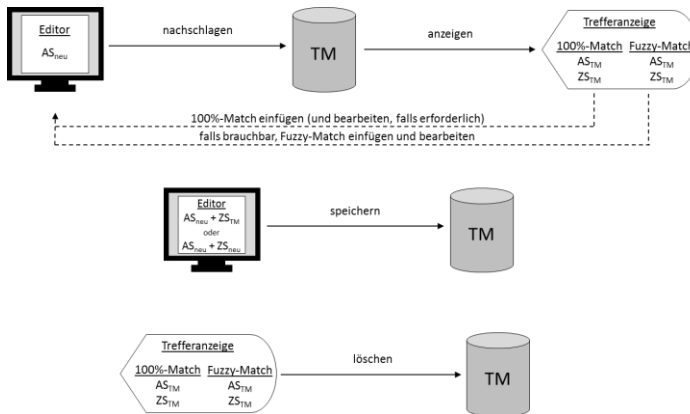 Editor
AS_neu
nachschlagen
TM
anzeigen
Trefferanzeige
100%-Match Fuzzy-Match
AS_TM AS_TM
ZS_TM ZS_TM
100%-Match einfügen (und bearbeiten, falls erforderlich)
falls brauchbar, Fuzzy-Match einfügen und bearbeiten
Editor
AS_neu + ZS_TM
oder
AS_neu + ZS_neu
speichern
TM
Trefferanzeige
100%-Match Fuzzy-Match
AS_TM AS_TM
ZS_TM ZS_TM
löschen
TM